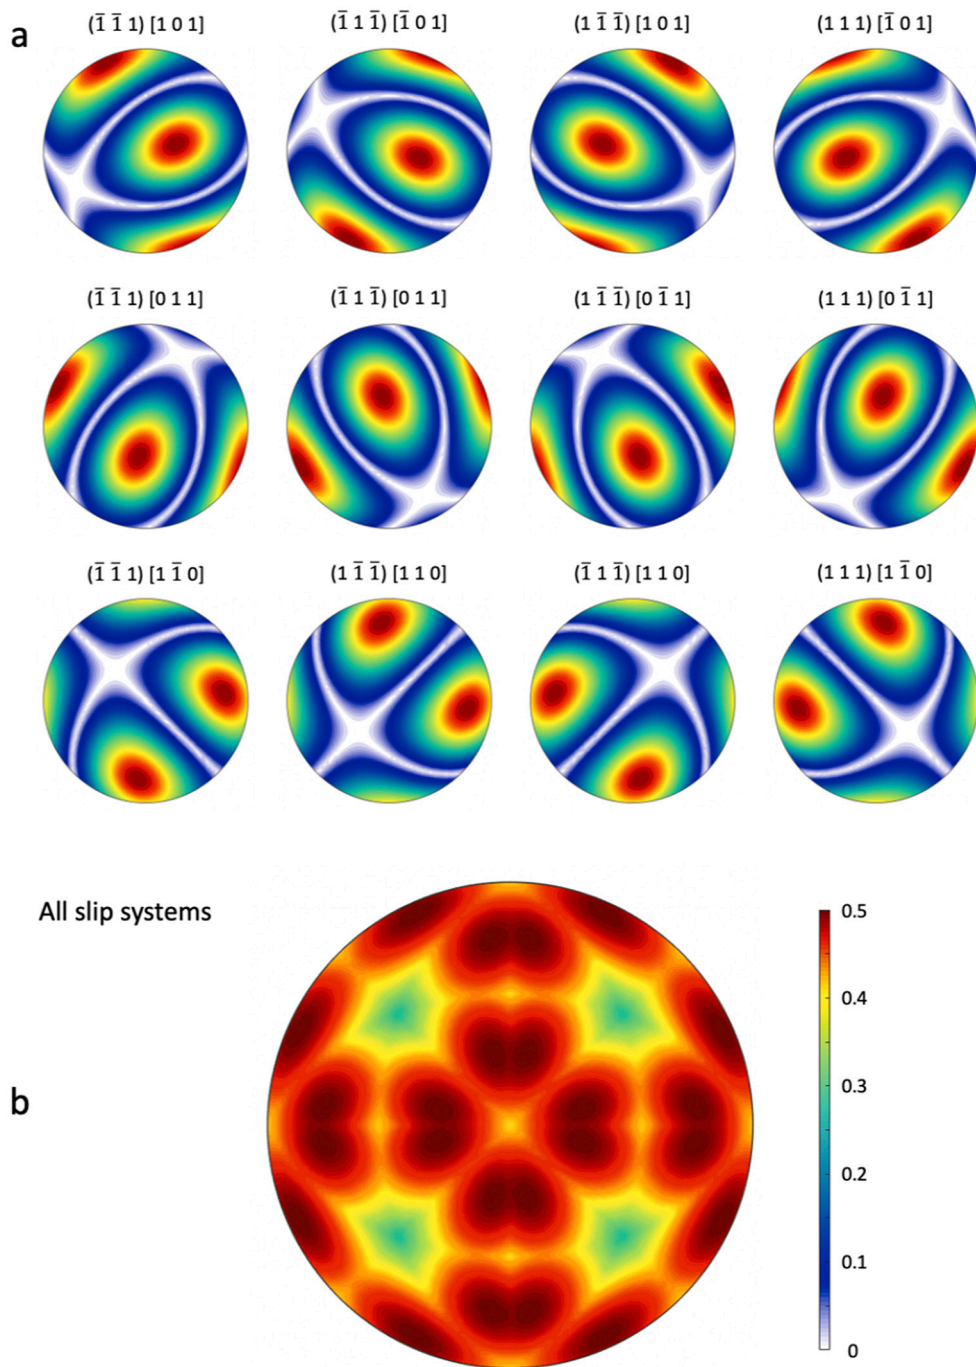 a
(1̅ 1̅ 1) [1 0 1]
(1̅ 1 1̅) [1̅ 0 1]
(1 1̅ 1̅) [1 0 1]
(1 1 1) [1̅ 0 1]
(1̅ 1̅ 1) [0 1 1]
(1̅ 1 1̅) [0 1 1]
(1 1̅ 1̅) [0 1̅ 1]
(1 1 1) [0 1̅ 1]
(1̅ 1̅ 1) [1 1̅ 0]
(1 1̅ 1̅) [1 1 0]
(1̅ 1 1̅) [1 1 0]
(1 1 1) [1 1̅ 0]
All slip systems
b
0.5
0.4
0.3
0.2
0.1
0